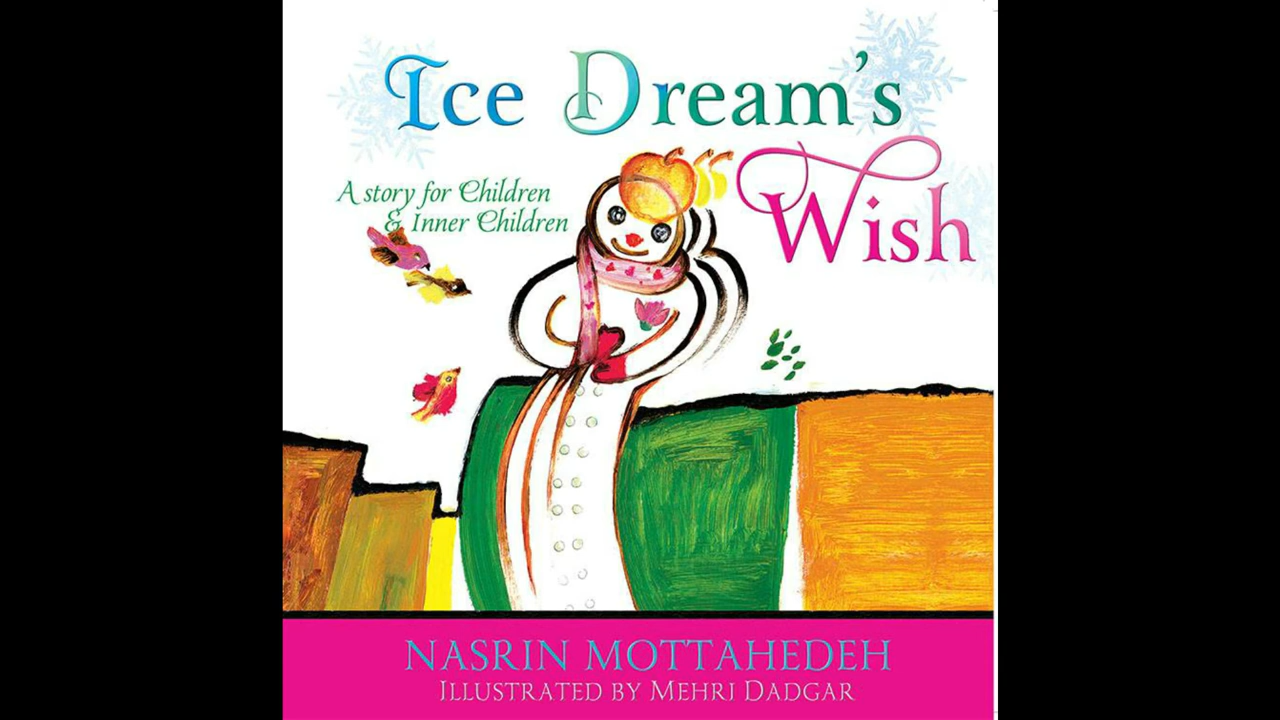 Ice Dream's
Wish
A story for Children
& Inner Children
NASRIN MOTTAHEDEH
ILLUSTRATED BY MEHRI DADGAR